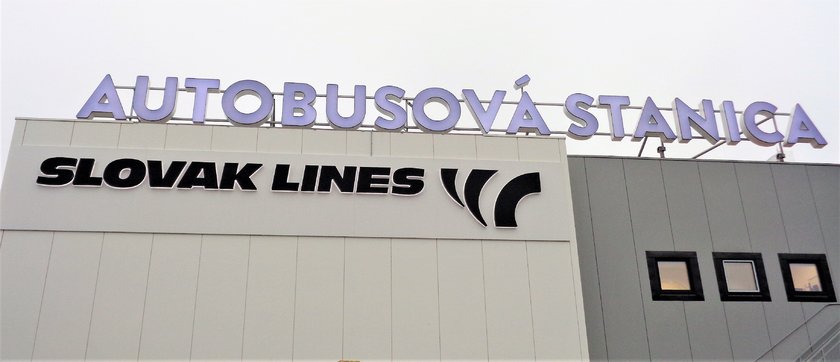 AUTOBUSOVÁ STANICA
SLOVAK LINES